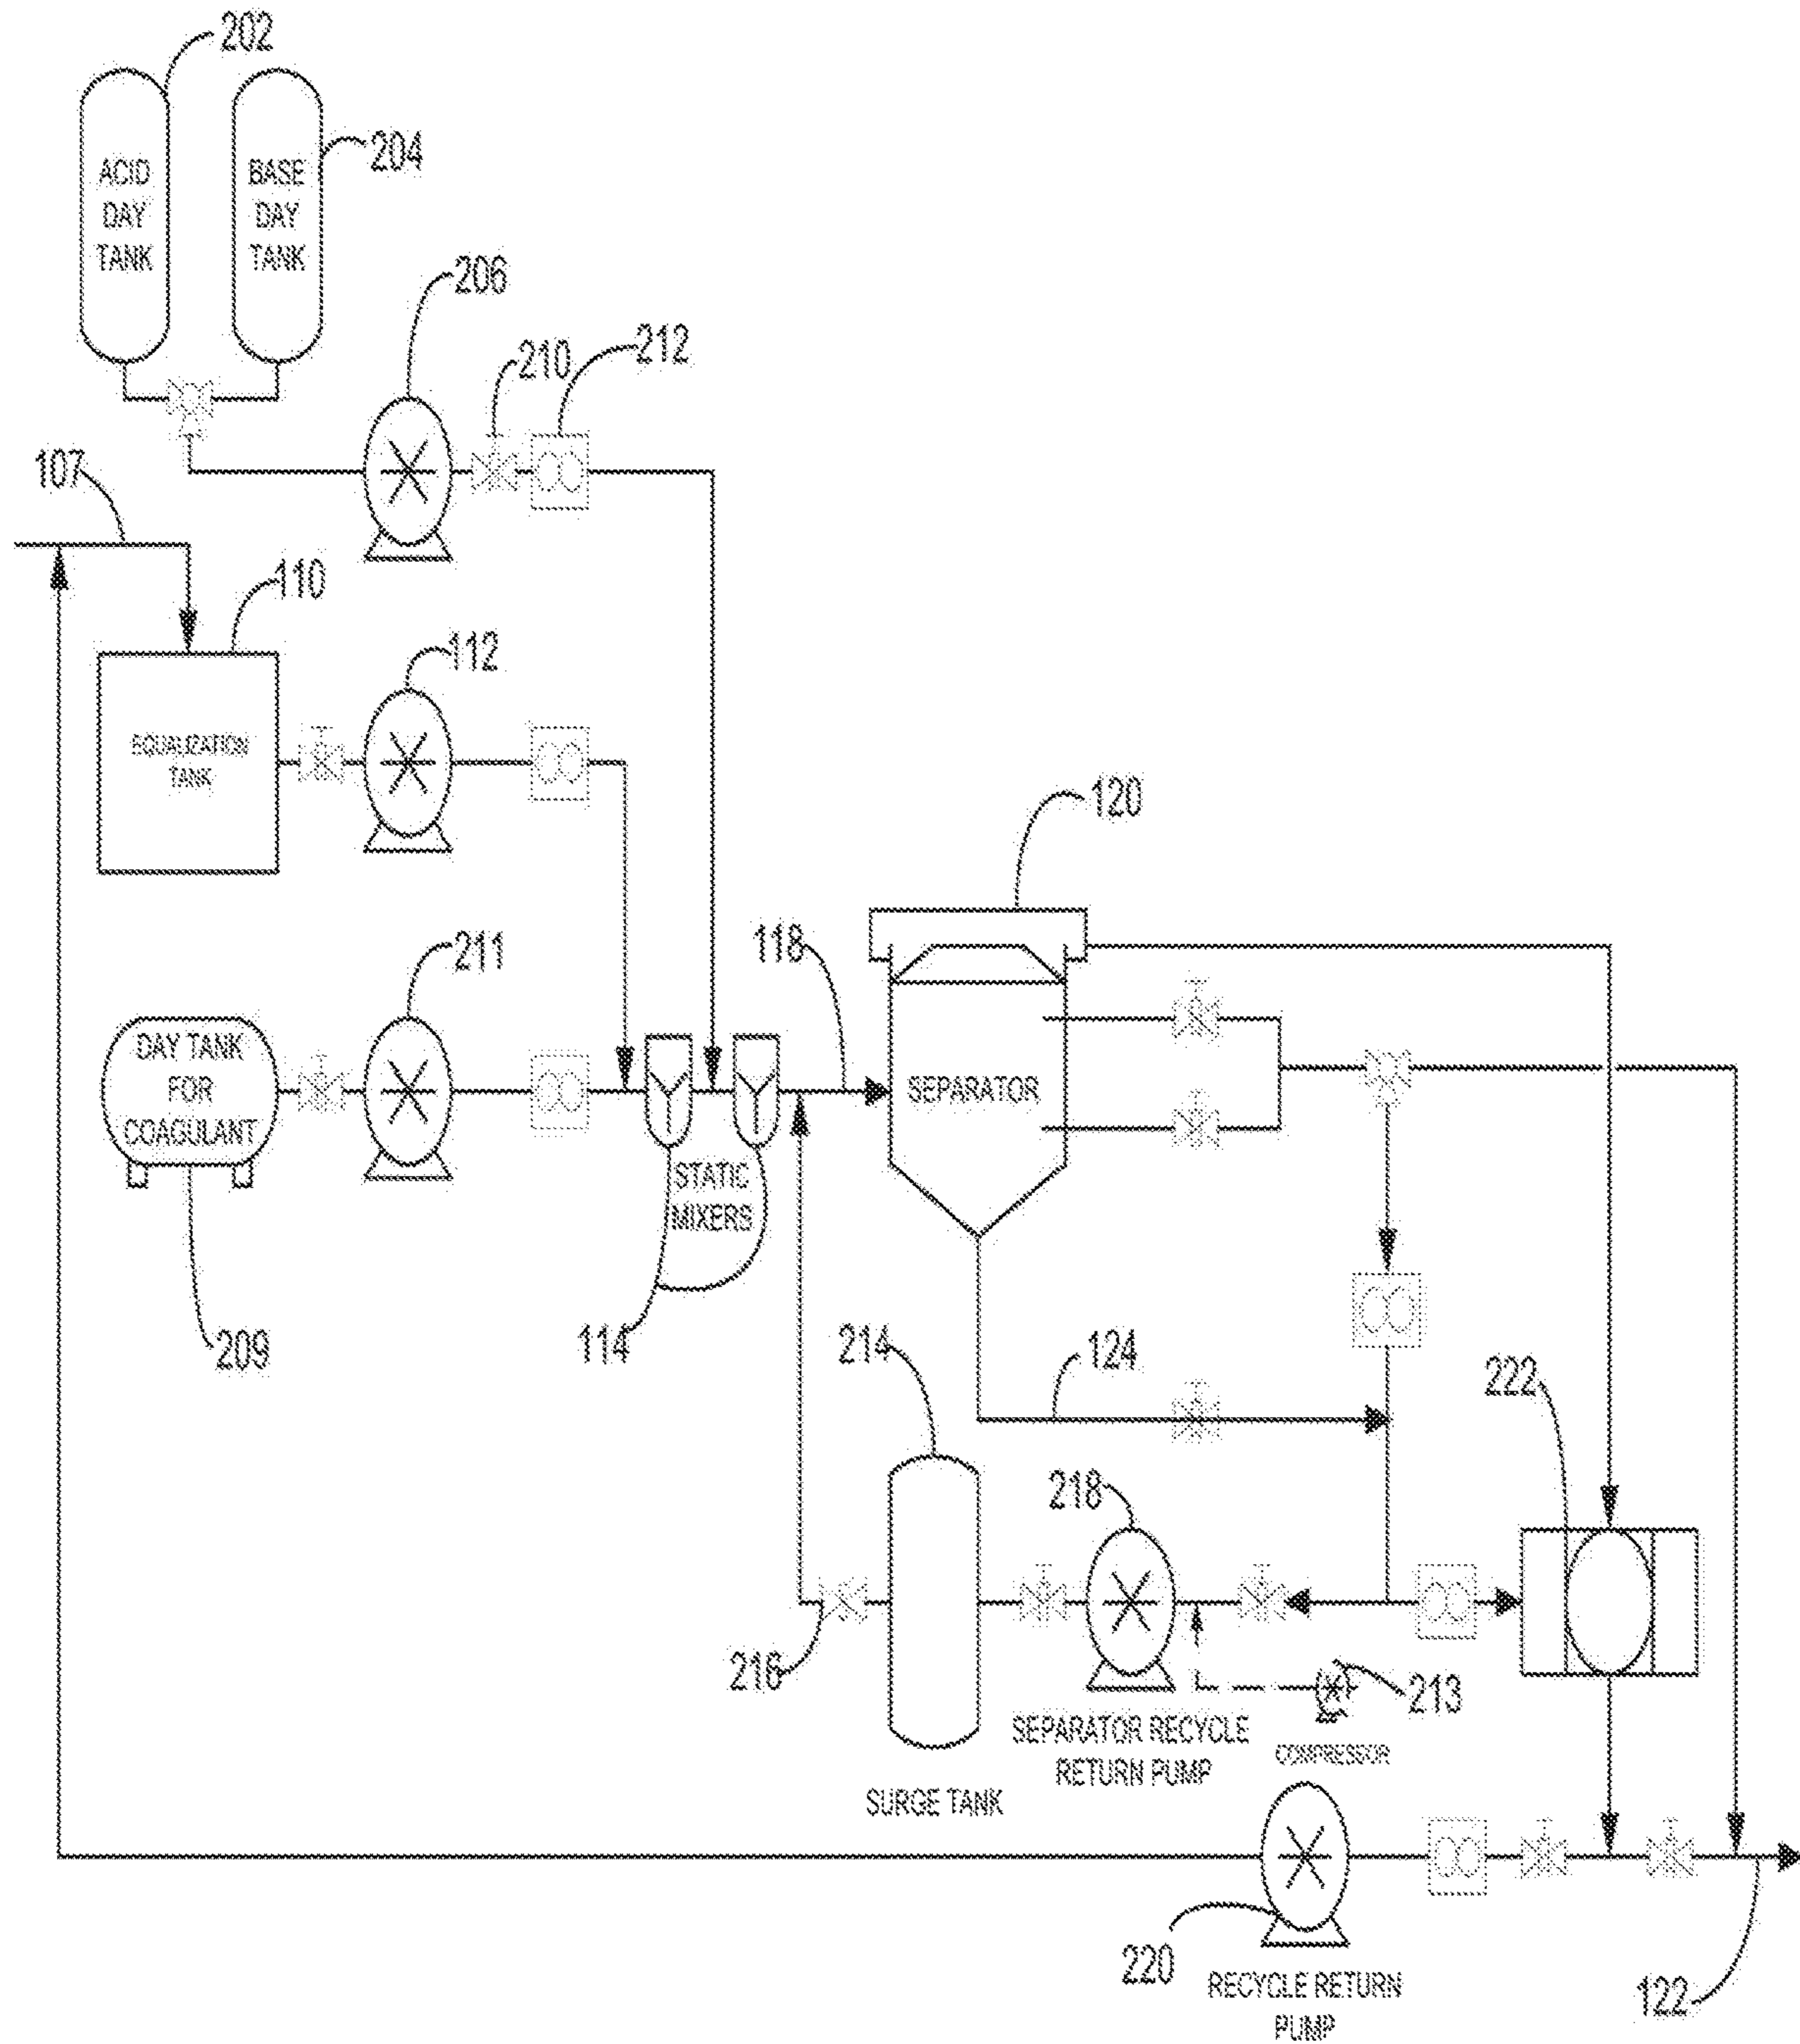 202
ACID
DAY
TANK
BASE
DAY
TANK
204
206
210
212
107
110
EQUALIZATION
TANK
112
120
211
118
DAY TANK
FOR
COAGULANT
SEPARATOR
STATIC
MIXERS
209
114
214
124
222
218
216
213
SEPARATOR RECYCLE
RETURN PUMP
COMPRESSOR
SURGE TANK
220
RECYCLE RETURN
PUMP
122